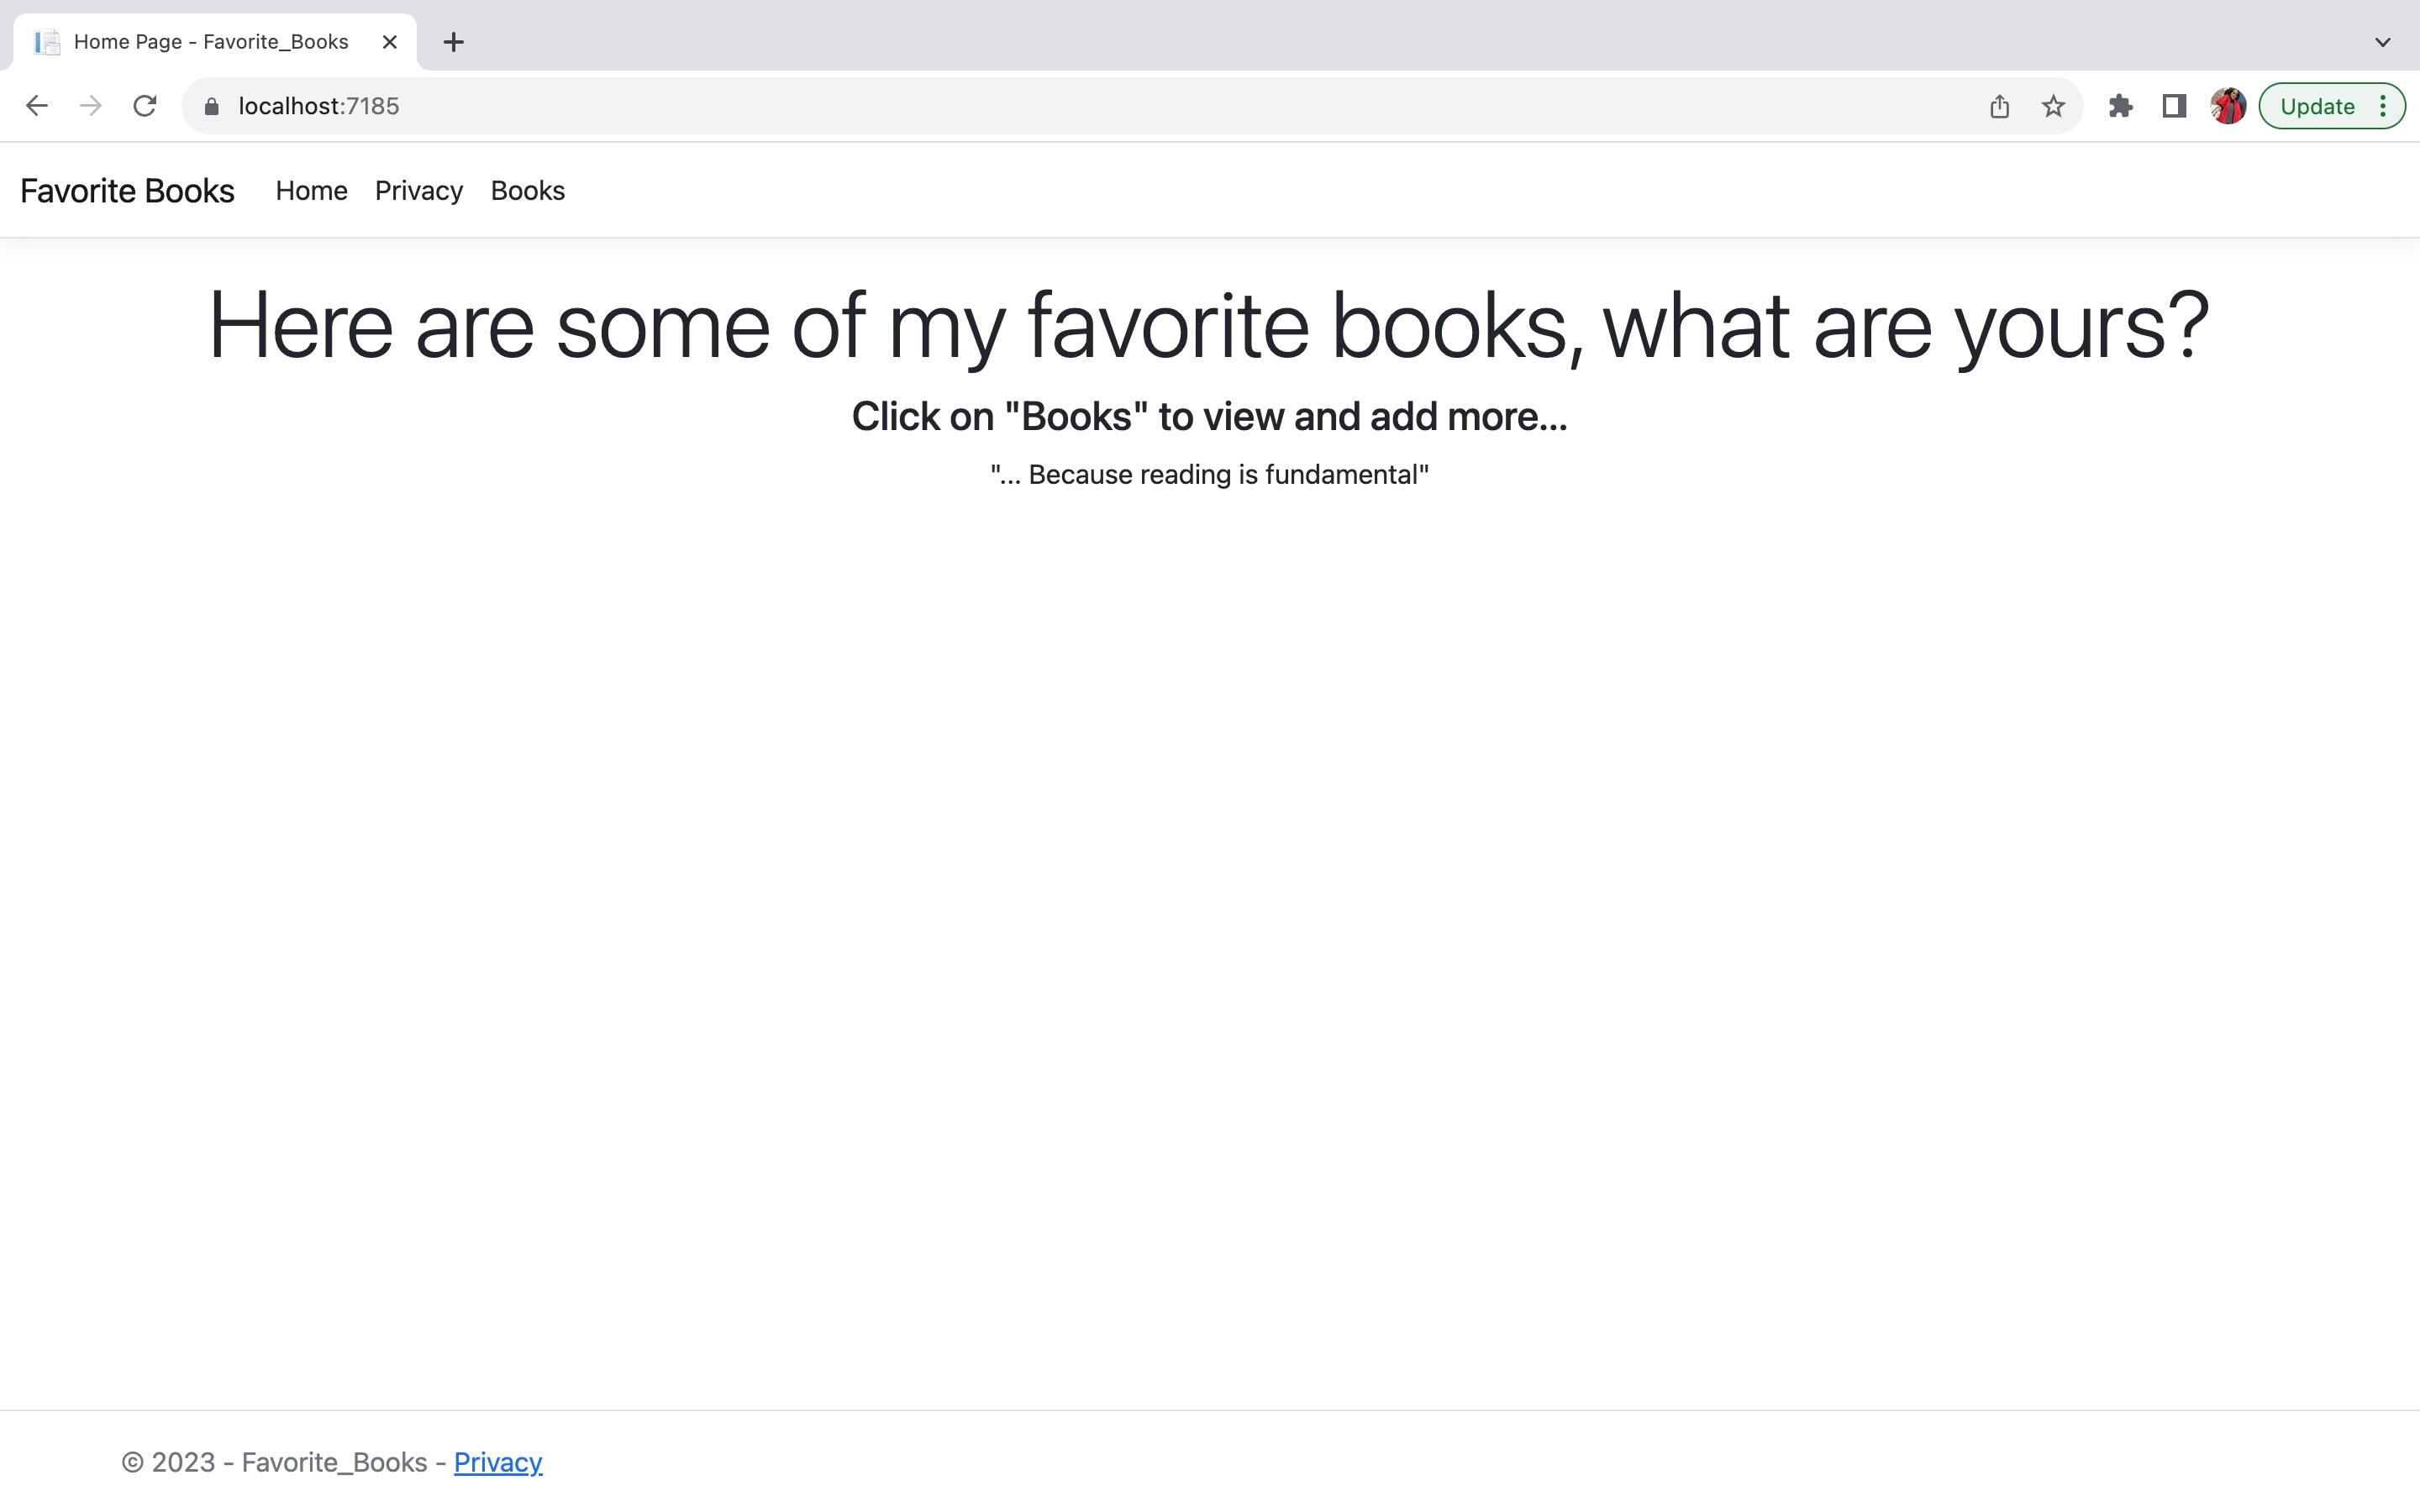 Home Page - Favorite_Books
localhost:7185
Update
Favorite Books Home Privacy Books
Here are some of my favorite books, what are yours?
Click on "Books" to view and add more...
"... Because reading is fundamental"
© 2023 - Favorite_Books - Privacy